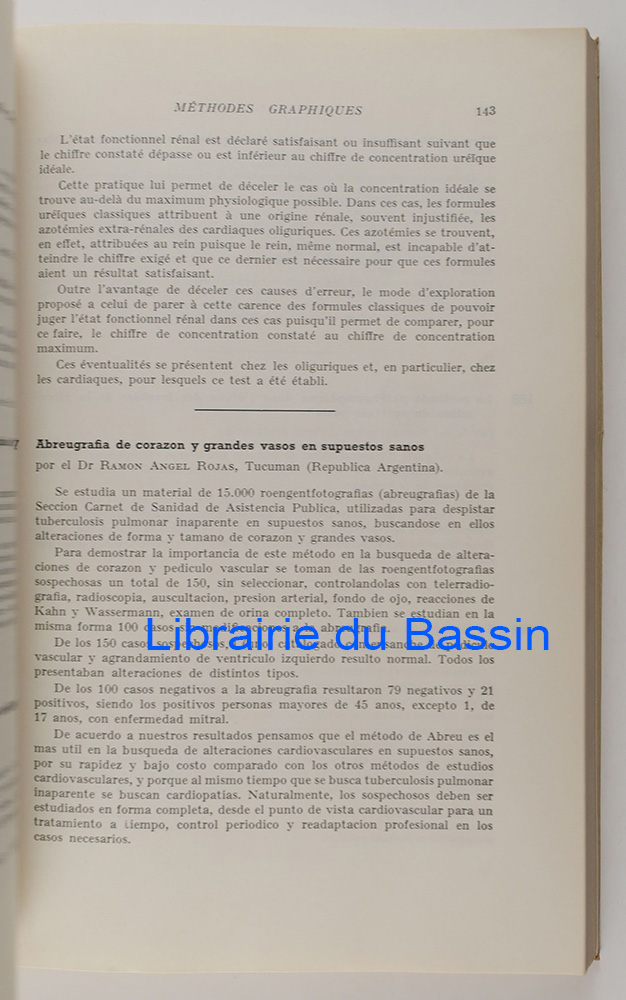 MÉTHODES GRAPHIQUES 143
L'état fonctionnel rénal est déclaré satisfaisant ou insuffisant suivant que
le chiffre constaté dépasse ou est inférieur au chiffre de concentration uréïque
idéale.
Cette pratique lui permet de déceler le cas où la concentration idéale se
trouve au-delà du maximum physiologique possible. Dans ces cas, les formules
uréïques classiques attribuent à une origine rénale, souvent injustifiée, les
azotémies extra-rénales des cardiaques oliguriques. Ces azotémies se trouvent,
en effet, attribuées au rein puisque le rein, même normal, est incapable d'at-
teindre le chiffre exigé et que ce dernier est nécessaire pour que ces formules
aient un résultat satisfaisant.
Outre l'avantage de déceler ces causes d'erreur, le mode d'exploration
proposé a celui de parer à cette carence des formules classiques de pouvoir
juger l'état fonctionnel rénal dans ces cas puisqu'il permet de comparer, pour
ce faire, le chiffre de concentration constaté au chiffre de concentration
maximum.
Ces éventualités se présentent chez les oliguriques et, en particulier, chez
les cardiaques, pour lesquels ce test a été établi.
Abreugrafia de corazon y grandes vasos en supuestos sanos
por el Dr RAMON ANGEL ROJAS, Tucuman (Republica Argentina).
Se estudia un material de 15.000 roengentfotografias (abreugrafias) de la
Seccion Carnet de Sanidad de Asistencia Publica, utilizadas para despistar
tuberculosis pulmonar inaparente en supuestos sanos, buscandose en ellos
alteraciones de forma y tamano de corazon y grandes vasos.
Para demostrar la importancia de este método en la busqueda de altera-
ciones de corazon y pediculo vascular se toman de las roengentfotografias
sospechosas un total de 150, sin seleccionar, controlandolas con telerradio-
grafia, radioscopia, auscultacion, presion arterial, fondo de ojo, reacciones de
Kahn y Wassermann, examen de orina completo. Tambien se estudian en la
misma forma 100 casos sin modificaciones a la abreugrafia.
De los 150 casos sospechosos, 1 catalogado
vascular y agrandamiento de ventriculo izquierdo resulto normal. Todos los
presentaban alteraciones de distintos tipos.
De los 100 casos negativos a la abreugrafia resultaron 79 negativos y 21
positivos, siendo los positivos personas mayores de 45 anos, excepto 1, de
17 anos, con enfermedad mitral.
De acuerdo a nuestros resultados pensamos que el método de Abreu es el
mas util en la busqueda de alteraciones cardiovasculares en supuestos sanos,
por su rapidez y bajo costo comparado con los otros métodos de estudios
cardiovasculares, y porque al mismo tiempo que se busca tuberculosis pulmonar
inaparente se buscan cardiopatias. Naturalmente, los sospechosos deben ser
estudiados en forma completa, desde el punto de vista cardiovascular para un
tratamiento a tiempo, control periodico y readaptacion profesional en los
casos necesarios.
Librairie du Bassin